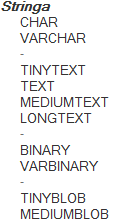 Stringa
CHAR
VARCHAR
-
TINYTEXT
TEXT
MEDIUMTEXT
LONGTEXT
-
BINARY
VARBINARY
-
TINYBLOB
MEDIUMBLOB